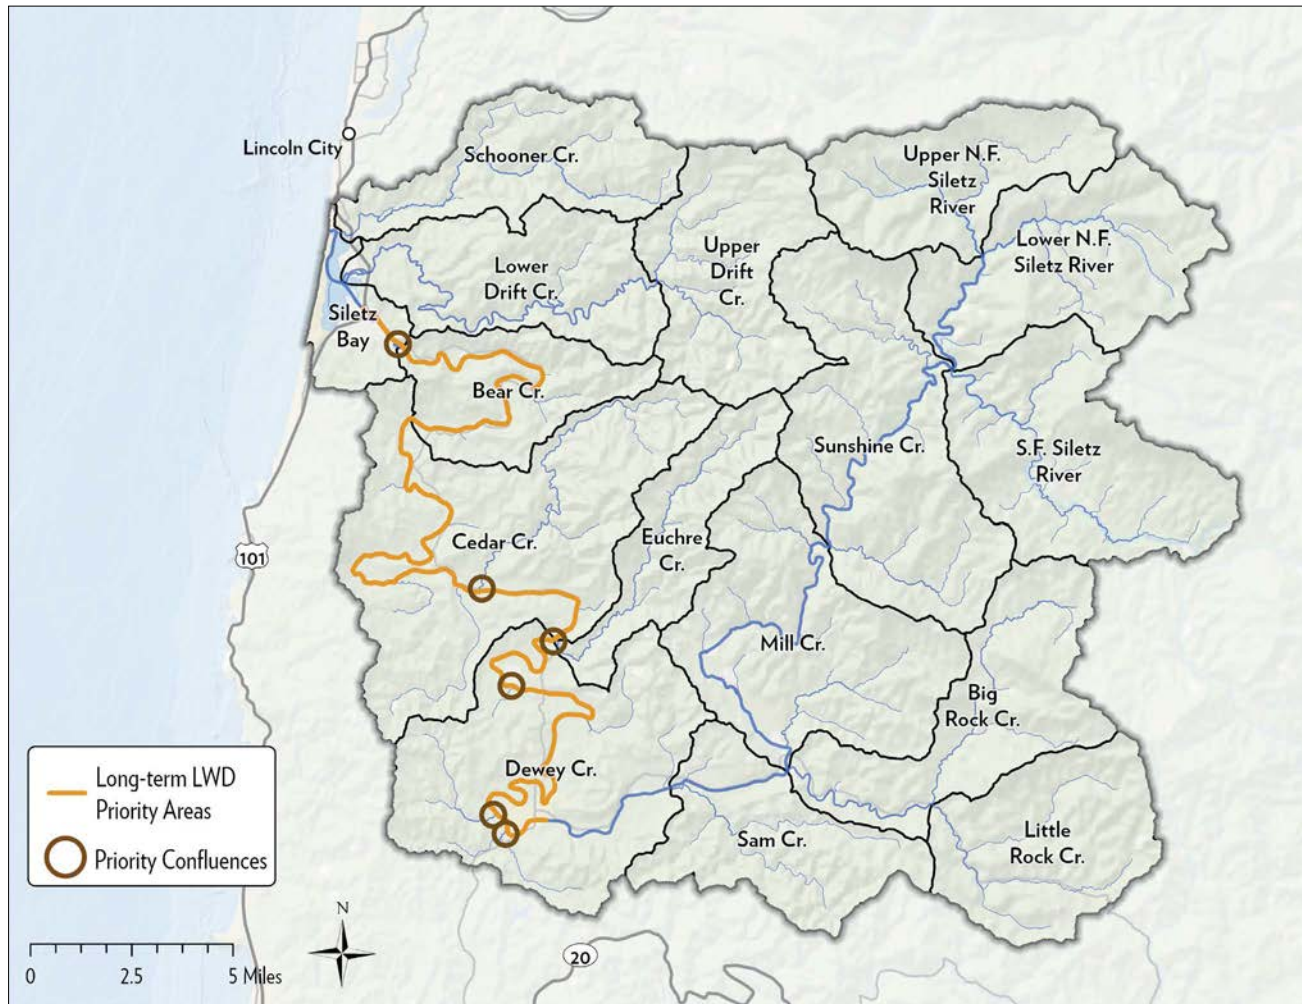 Lincoln City
Schooner Cr.
Upper N.F.
Siletz
River
Lower N.F.
Siletz River
Upper
Drift
Cr.
Lower
Drift Cr.
Siletz
Bay
Bear Cr.
Sunshine Cr.
S.F. Siletz
River
Cedar Cr.
Euchre
Cr.
101
Mill Cr.
Big
Rock Cr.
Dewey Cr.
Sam Cr.
Little
Rock Cr.
Long-term LWD
Priority Areas
Priority Confluences
N
20
0 2.5 5 Miles